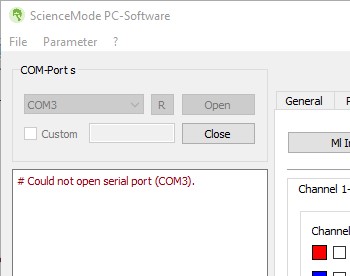 ScienceMode PC-Software
File Parameter ?
COM-Port s
COM3 R Open
Custom Close
General
# Could not open serial port (COM3).
Channel 1-
Channel